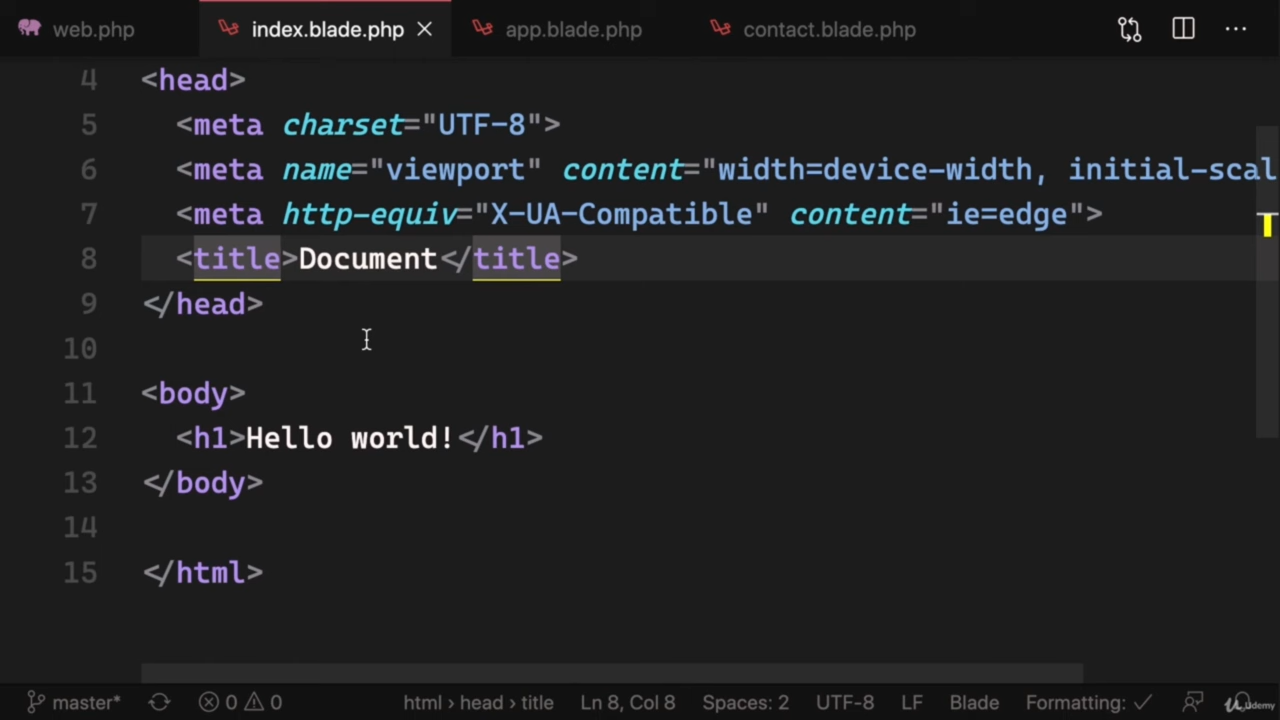 web.php index.blade.php app.blade.php contact.blade.php
4 <head>
5 <meta charset="UTF-8">
6 <meta name="viewport" content="width=device-width, initial-scal
7 <meta http-equiv="X-UA-Compatible" content="ie=edge">
8 <title>Document</title>
9 </head>
10
11 <body>
12 <h1>Hello world!</h1>
13 </body>
14
15 </html>
master* 0 0 html › head › title Ln 8, Col 8 Spaces: 2 UTF-8 LF Blade Formatting: ✓ Udemy